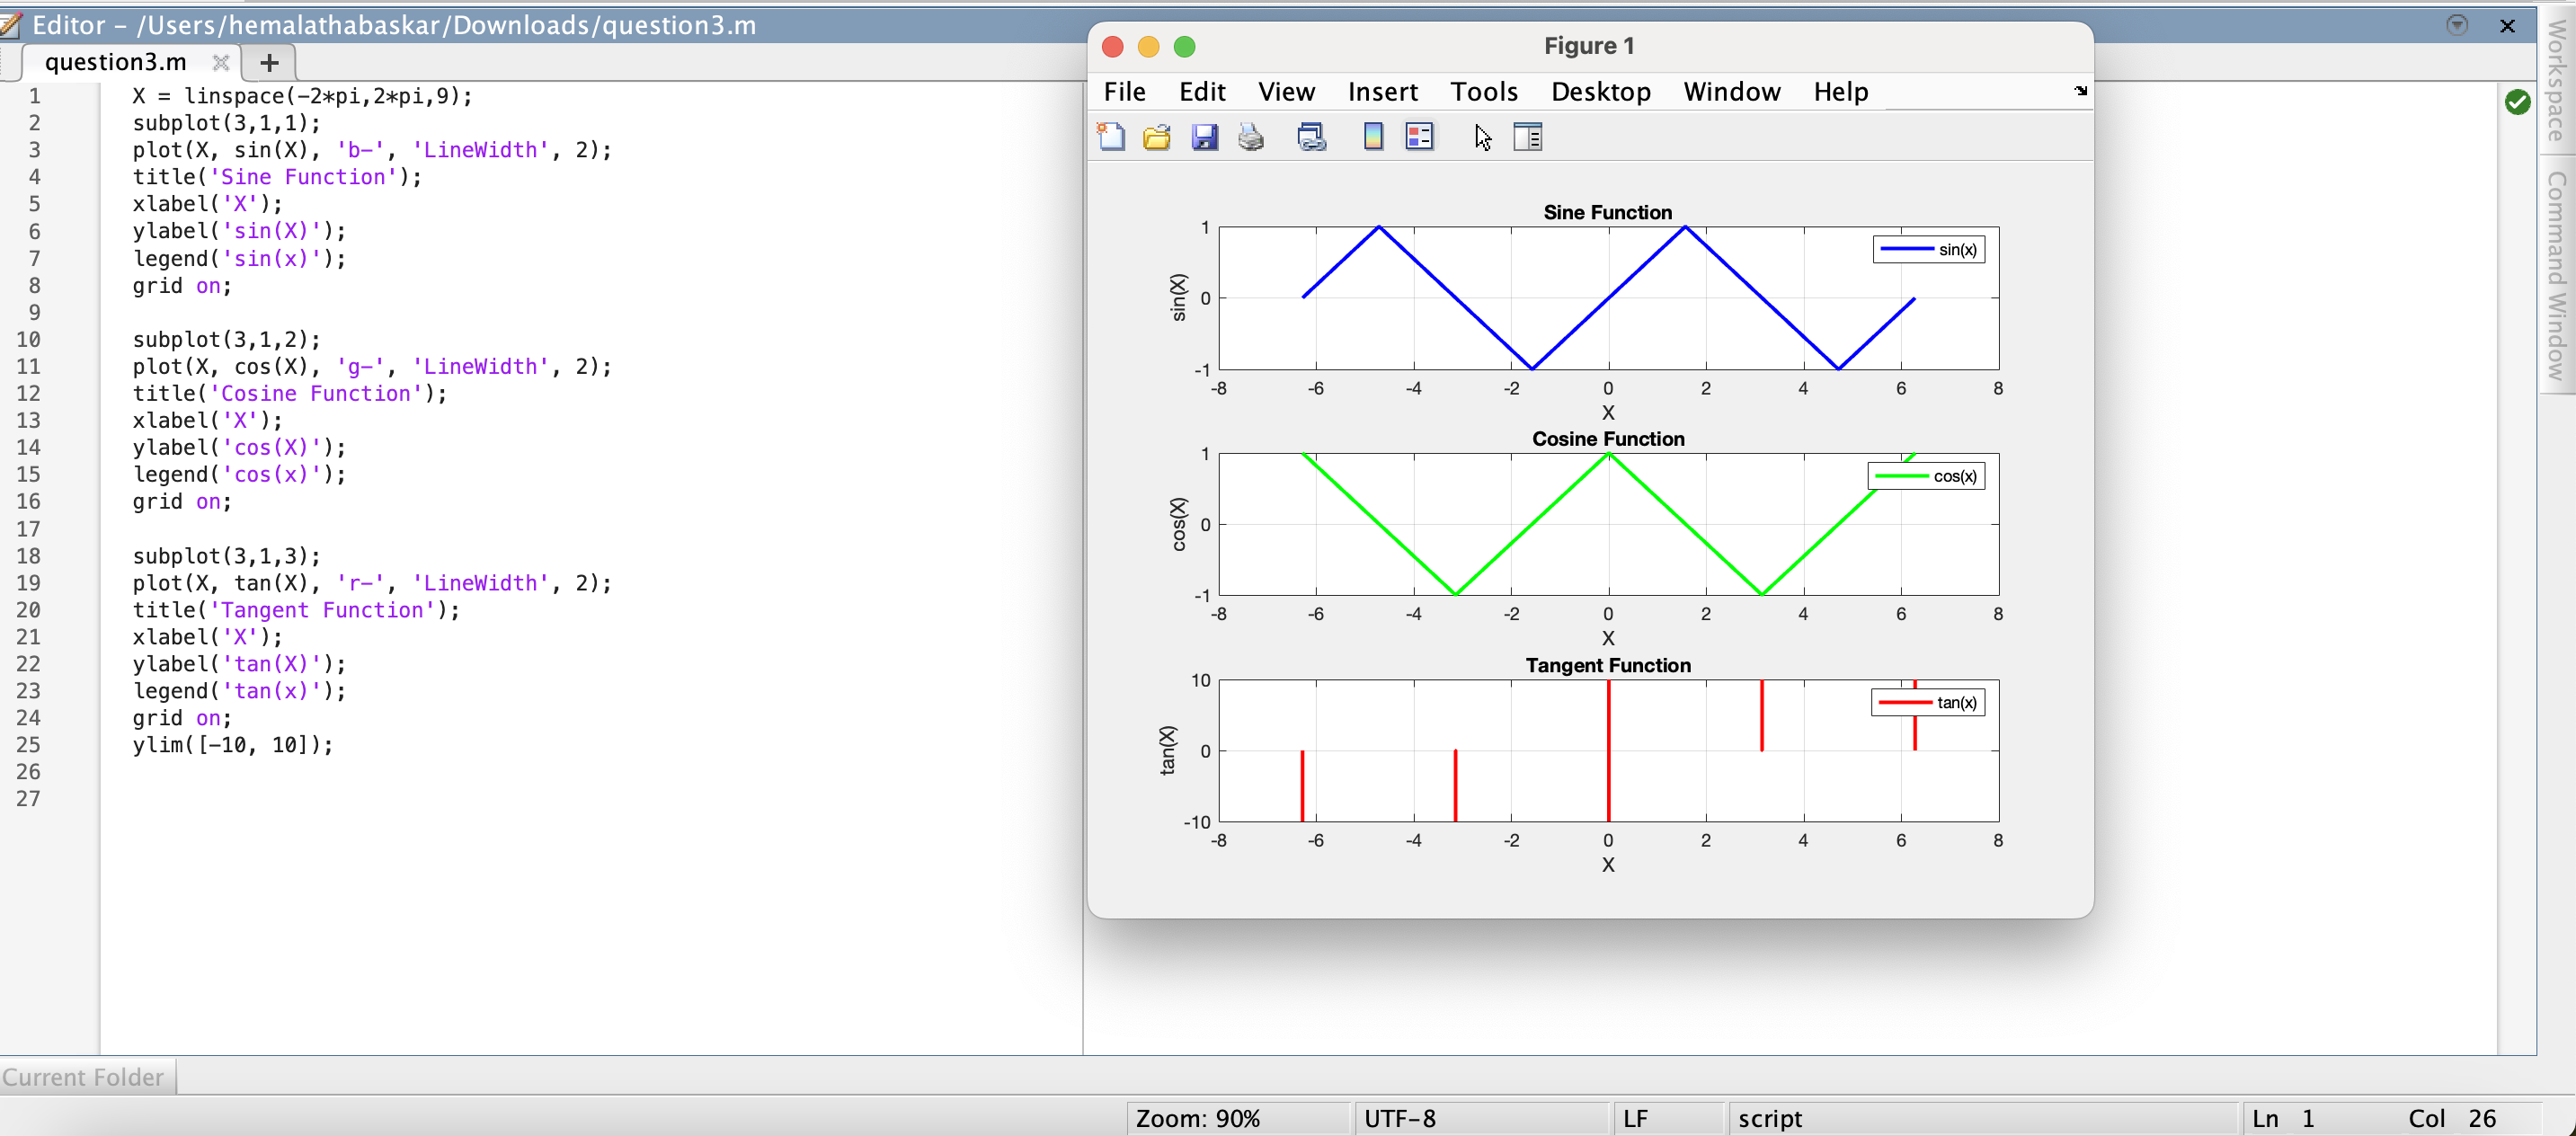 Editor – /Users/hemalathabaskar/Downloads/question3.m
question3.m
+
1 X = linspace(-2*pi,2*pi,9);
2 subplot(3,1,1);
3 plot(X, sin(X), 'b-', 'LineWidth', 2);
4 title('Sine Function');
5 xlabel('X');
6 ylabel('sin(X)');
7 legend('sin(x)');
8 grid on;
9
10 subplot(3,1,2);
11 plot(X, cos(X), 'g-', 'LineWidth', 2);
12 title('Cosine Function');
13 xlabel('X');
14 ylabel('cos(X)');
15 legend('cos(x)');
16 grid on;
17
18 subplot(3,1,3);
19 plot(X, tan(X), 'r-', 'LineWidth', 2);
20 title('Tangent Function');
21 xlabel('X');
22 ylabel('tan(X)');
23 legend('tan(x)');
24 grid on;
25 ylim([-10, 10]);
26
27
Figure 1
File Edit View Insert Tools Desktop Window Help
Sine Function
1
0
-1
sin(X)
sin(x)
-8 -6 -4 -2 0 2 4 6 8
X
Cosine Function
1
0
-1
cos(X)
cos(x)
-8 -6 -4 -2 0 2 4 6 8
X
Tangent Function
10
0
-10
tan(X)
tan(x)
-8 -6 -4 -2 0 2 4 6 8
X
Workspace
Command Window
Current Folder
Zoom: 90% UTF-8 LF script Ln 1 Col 26